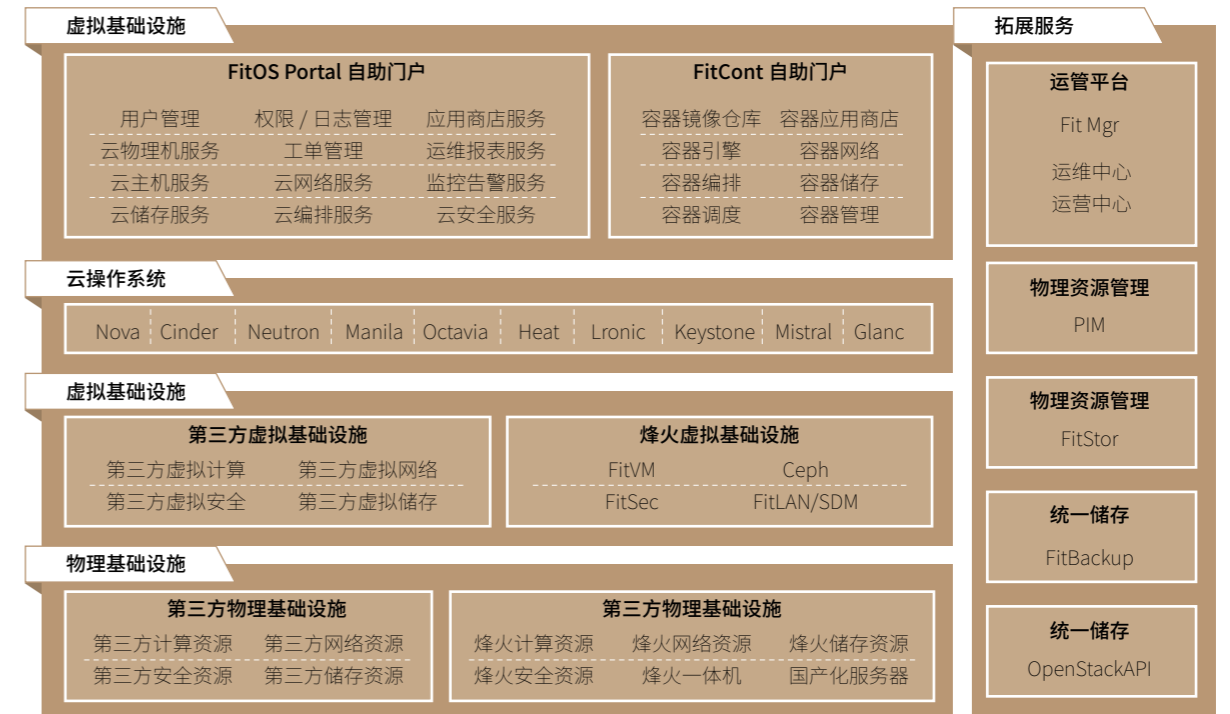 虚拟基础设施
FitOS Portal 自助门户
用户管理 权限 / 日志管理 应用商店服务
云物理机服务 工单管理 运维报表服务
云主机服务 云网络服务 监控告警服务
云储存服务 云编排服务 云安全服务
FitCont 自助门户
容器镜像仓库 容器应用商店
容器引擎 容器网络
容器编排 容器储存
容器调度 容器管理
云操作系统
Nova Cinder Neutron Manila Octavia Heat Lronic Keystone Mistral Glanc
虚拟基础设施
第三方虚拟基础设施
第三方虚拟计算 第三方虚拟网络
第三方虚拟安全 第三方虚拟储存
烽火虚拟基础设施
FitVM Ceph
FitSec FitLAN/SDM
物理基础设施
第三方物理基础设施
第三方计算资源 第三方网络资源
第三方安全资源 第三方储存资源
第三方物理基础设施
烽火计算资源 烽火网络资源 烽火储存资源
烽火安全资源 烽火一体机 国产化服务器
拓展服务
运管平台
Fit Mgr
运维中心
运营中心
物理资源管理
PIM
物理资源管理
FitStor
统一储存
FitBackup
统一储存
OpenStackAPI